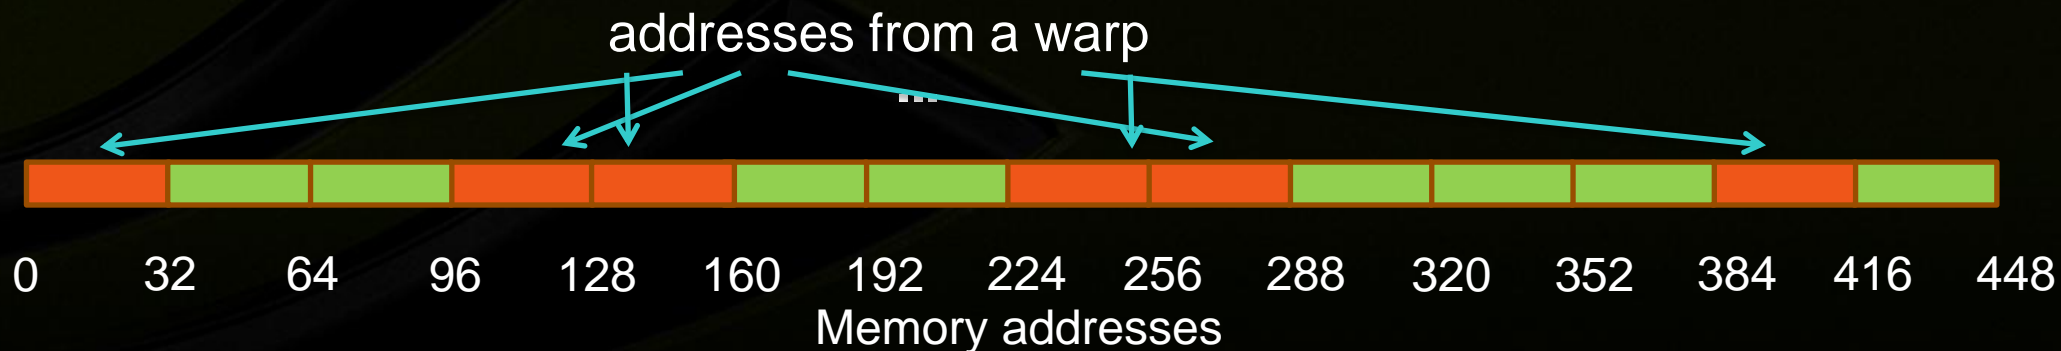 addresses from a warp
...
0 32 64 96 128 160 192 224 256 288 320 352 384 416 448
Memory addresses